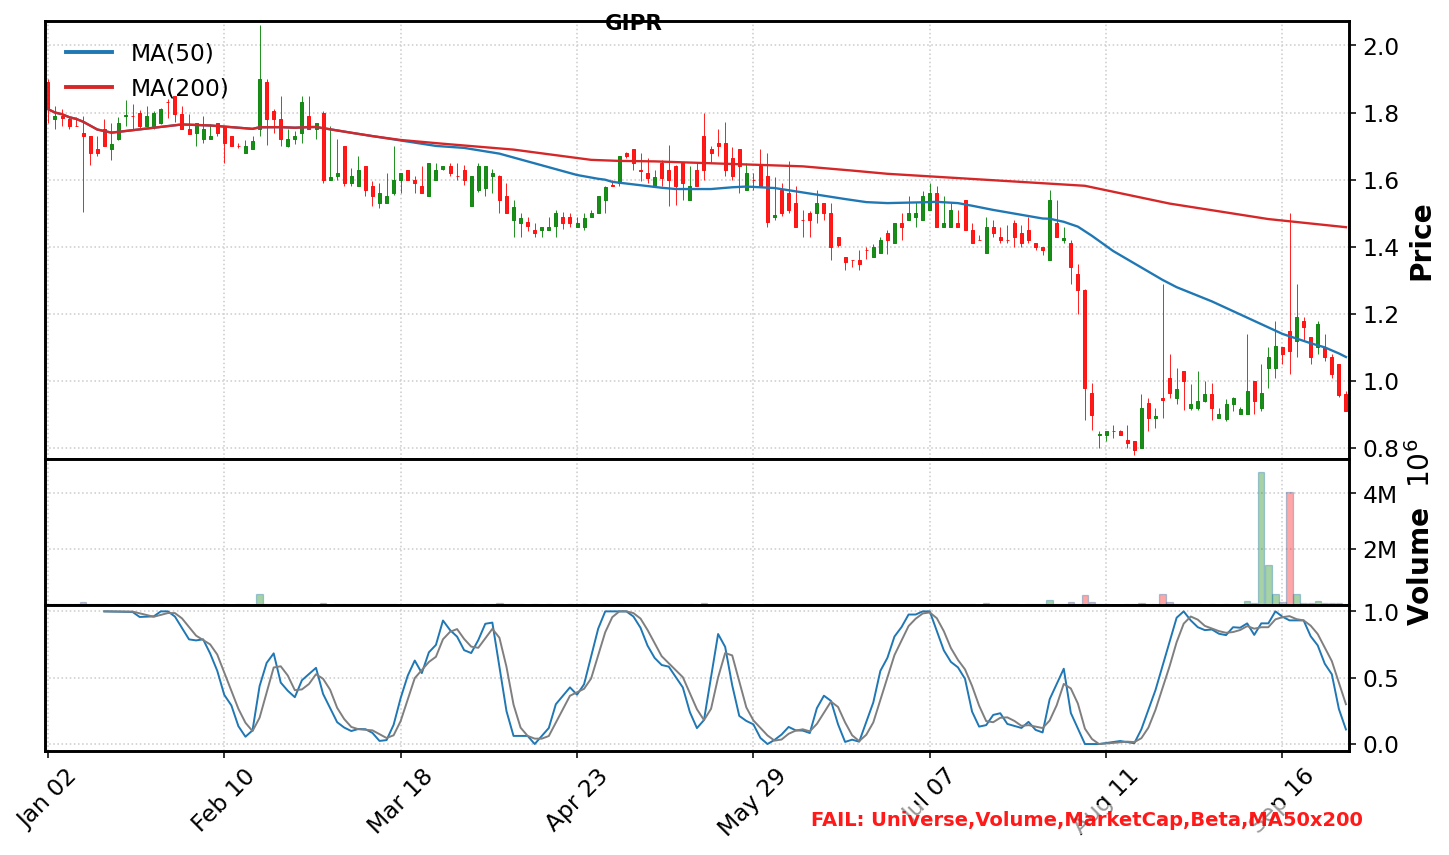 GIPR
MA(50)
MA(200)
2.0
1.8
1.6
1.4
1.2
1.0
0.8
Price
10⁶
4M
2M
Volume
1.0
0.5
0.0
Jan 02
Feb 10
Mar 18
Apr 23
May 29
Jul 07
Aug 11
Sep 16
FAIL: Universe,Volume,MarketCap,Beta,MA50x200